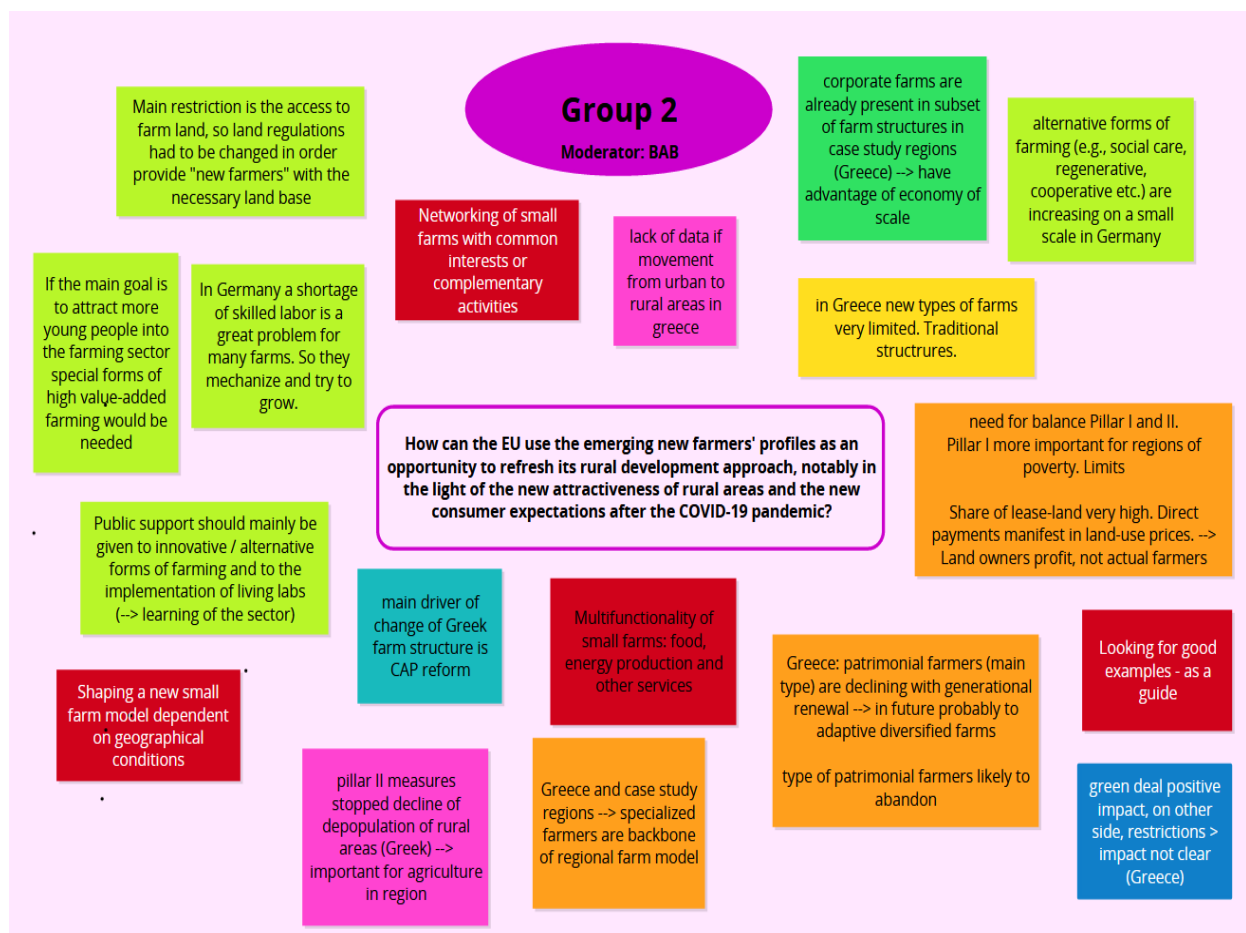 Group 2
Moderator: BAB
Main restriction is the access to
farm land, so land regulations
had to be changed in order
provide "new farmers" with the
necessary land base
Networking of small
farms with common
interests or
complementary
activities
lack of data if
movement
from urban to
rural areas in
greece
corporate farms are
already present in subset
of farm structures in
case study regions
(Greece) --> have
advantage of economy of
scale
alternative forms of
farming (e.g., social care,
regenerative,
cooperative etc.) are
increasing on a small
scale in Germany
If the main goal is
to attract more
young people into
the farming sector
special forms of
high value-added
farming would be
needed
In Germany a shortage
of skilled labor is a
great problem for
many farms. So they
mechanize and try to
grow.
in Greece new types of farms
very limited. Traditional
structrures.
How can the EU use the emerging new farmers' profiles as an
opportunity to refresh its rural development approach, notably in
the light of the new attractiveness of rural areas and the new
consumer expectations after the COVID-19 pandemic?
need for balance Pillar I and II.
Pillar I more important for regions of
poverty. Limits
Share of lease-land very high. Direct
payments manifest in land-use prices. -->
Land owners profit, not actual farmers
Public support should mainly be
given to innovative / alternative
forms of farming and to the
implementation of living labs
(--> learning of the sector)
main driver of
change of Greek
farm structure is
CAP reform
Multifunctionality of
small farms: food,
energy production and
other services
Greece: patrimonial farmers (main
type) are declining with generational
renewal --> in future probably to
adaptive diversified farms
type of patrimonial farmers likely to
abandon
Looking for good
examples - as a
guide
Shaping a new small
farm model dependent
on geographical
conditions
pillar II measures
stopped decline of
depopulation of rural
areas (Greek) -->
important for agriculture
in region
Greece and case study
regions --> specialized
farmers are backbone
of regional farm model
green deal positive
impact, on other
side, restrictions >
impact not clear
(Greece)